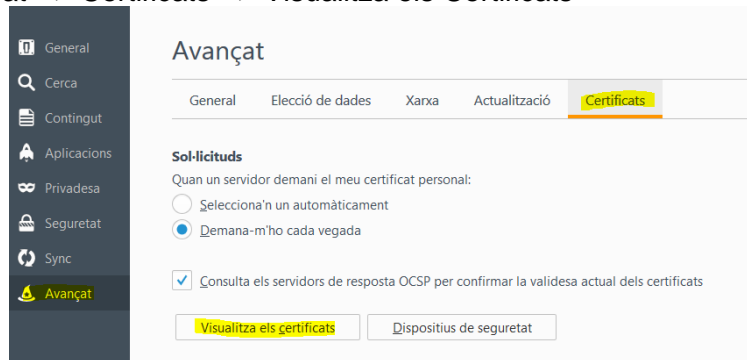 General
Cerca
Contingut
Aplicacions
Privadesa
Seguretat
Sync
Avançat
Avançat
General Elecció de dades Xarxa Actualització Certificats
Sol·licituds
Quan un servidor demani el meu certificat personal:
Selecciona'n un automàticament
Demana-m'ho cada vegada
Consulta els servidors de resposta OCSP per confirmar la validesa actual dels certificats
Visualitza els certificats Dispositius de seguretat